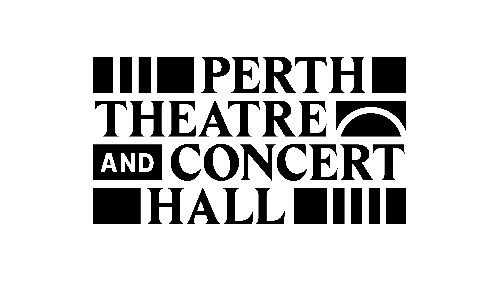 PERTH
THEATRE
AND CONCERT
HALL